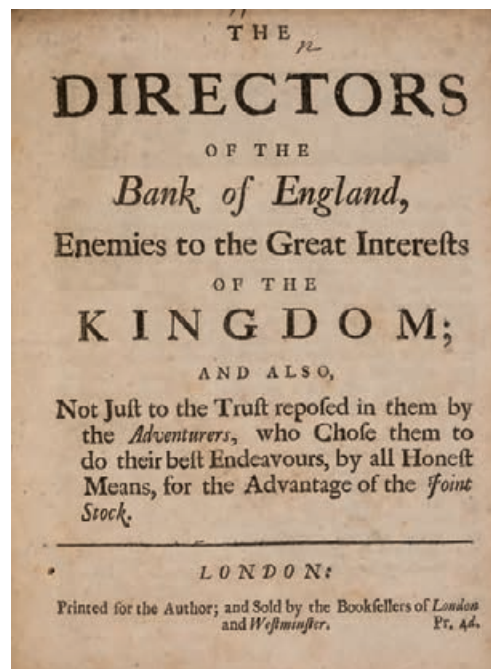 THE
DIRECTORS
OF THE
Bank of England,
Enemies to the Great Intereſts
OF THE
KINGDOM;
AND ALSO,
Not Juſt to the Truſt repoſed in them by
the Adventurers, who Choſe them to
do their beſt Endeavours, by all Honeſt
Means, for the Advantage of the Joint
Stock.
LONDON:
Printed for the Author; and Sold by the Bookſellers of London
and Weſtminſter. Pr. 4d.